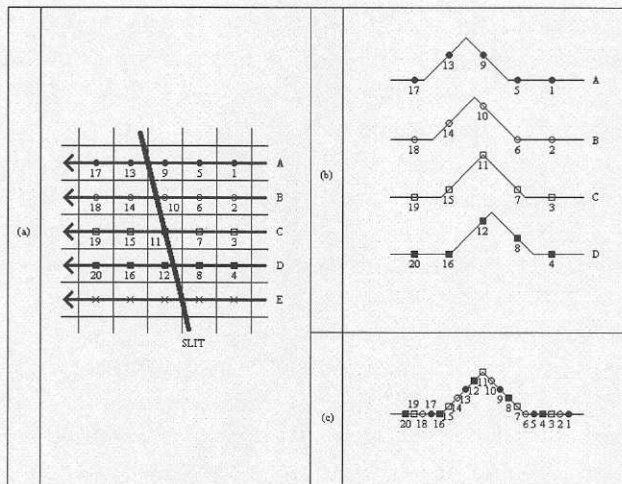 (a)
17 13 9 5 1 A
18 14 10 6 2 B
19 15 11 7 3 C
20 16 12 8 4 D
E
SLIT
(b)
13 9
17 5 1 A
10
14
18 6 2 B
11
19 15 7 3 C
12
8
20 16 4 D
(c)
11
12 10
13 9
14 8
19 17 15 7
20 18 16 6 5 4 3 2 1